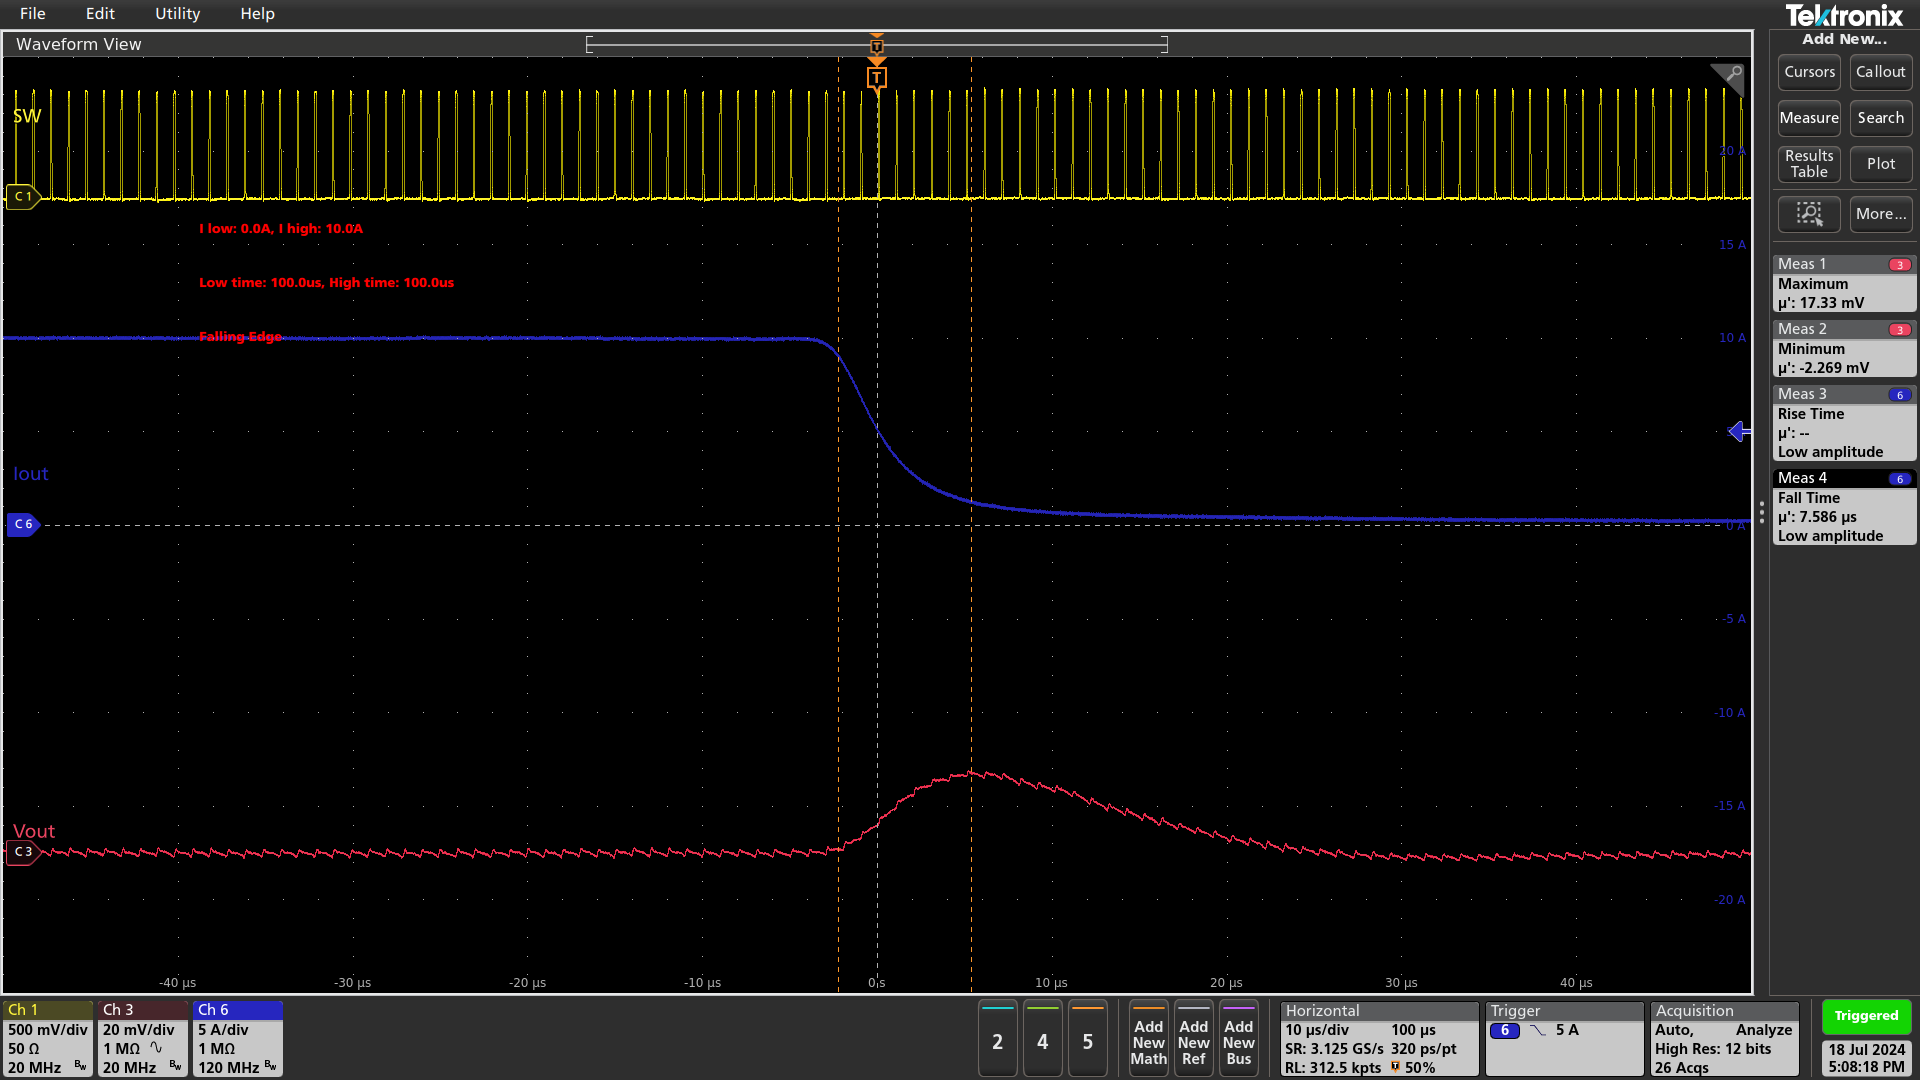 File Edit Utility Help
Tektronix
Waveform View
Add New...
T
T
Cursors Callout
SW
Measure Search
20 A
Results Table Plot
C 1
More...
I low: 0.0A, I high: 10.0A
15 A
Meas 1 3
Maximum
µ': 17.33 mV
Low time: 100.0us, High time: 100.0us
Meas 2 3
Minimum
µ': -2.269 mV
Falling Edge
10 A
Meas 3 6
Rise Time
µ': --
Low amplitude
Iout
Meas 4 6
Fall Time
µ': 7.586 µs
Low amplitude
C 6
0 A
-5 A
-10 A
-15 A
Vout
C 3
-20 A
-40 µs -30 µs -20 µs -10 µs 0 s 10 µs 20 µs 30 µs 40 µs
Ch 1
500 mV/div
50 Ω
20 MHz Bw
Ch 3
20 mV/div
1 MΩ
20 MHz Bw
Ch 6
5 A/div
1 MΩ
120 MHz Bw
2 4 5
Add New Math
Add New Ref
Add New Bus
Horizontal
10 µs/div 100 µs
SR: 3.125 GS/s 320 ps/pt
RL: 312.5 kpts T 50%
Trigger
6 5 A
Acquisition
Auto, Analyze
High Res: 12 bits
26 Acqs
Triggered
18 Jul 2024
5:08:18 PM